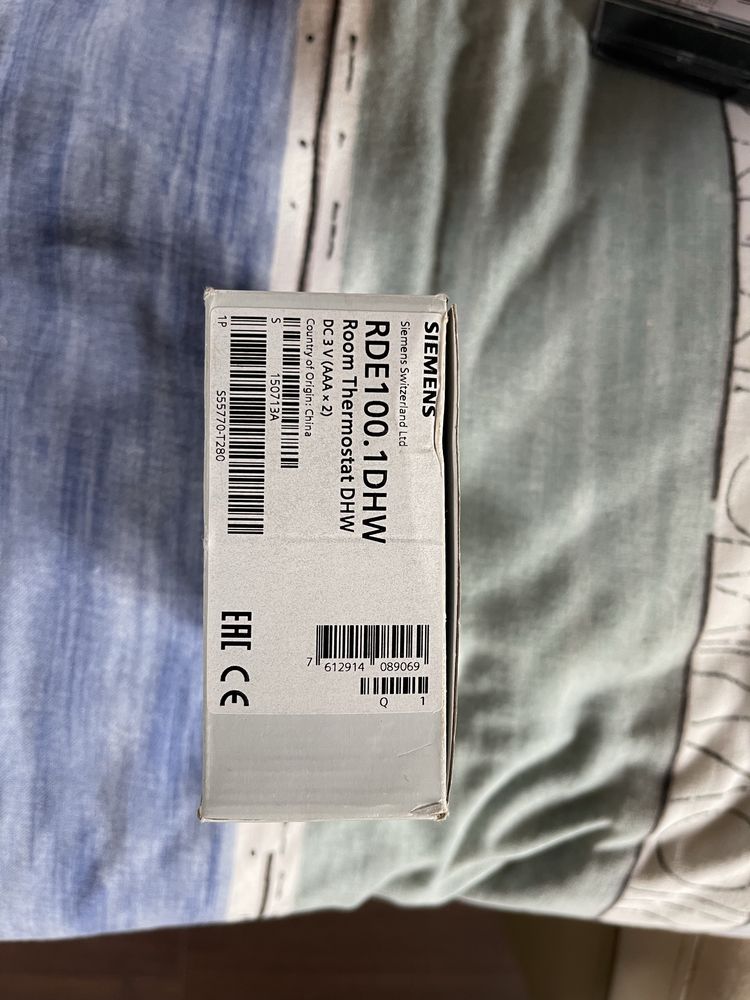 SIEMENS
Siemens Switzerland Ltd
RDE100.1DHW
Room Thermostat DHW
DC 3 V (AAA × 2)
Country of Origin: China
S
150713A
1P
S55770-T280
7 612914 089069
Q 1
EAC CE